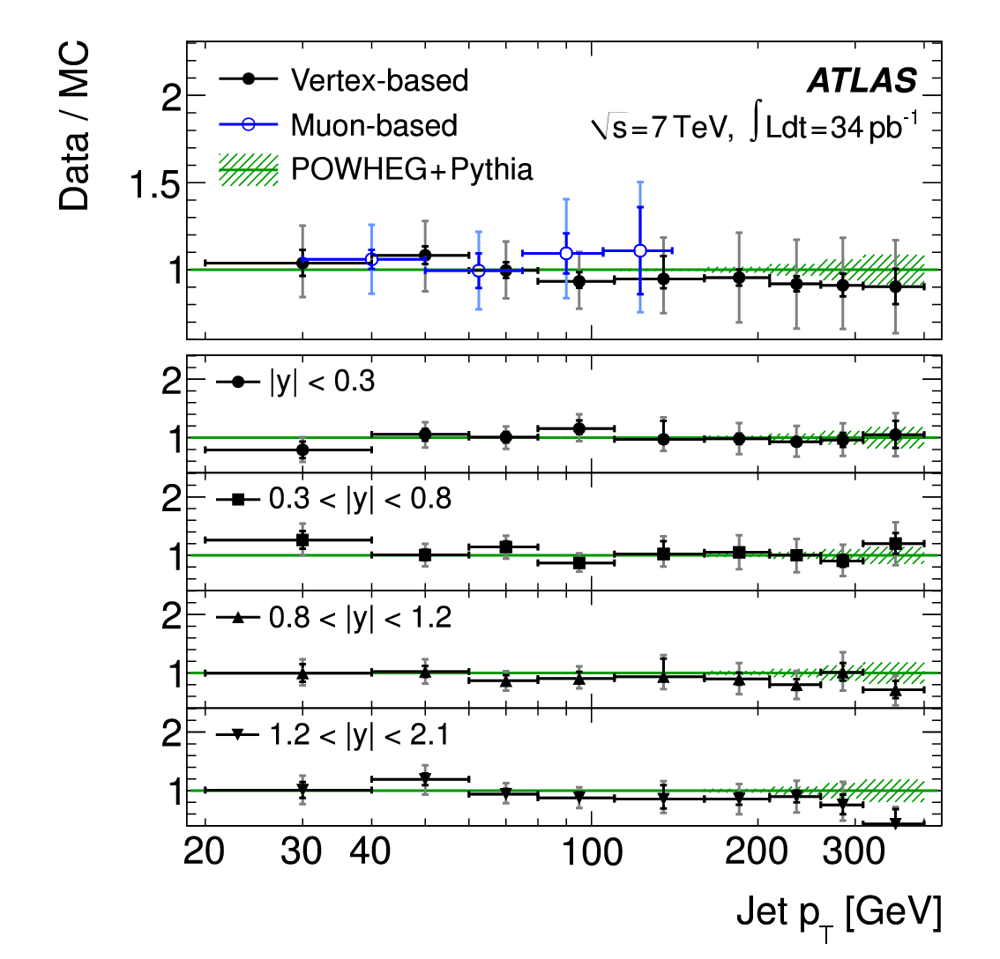 Data / MC
2
1.5
1
Vertex-based
Muon-based
POWHEG+Pythia
ATLAS
√s=7 TeV, ∫Ldt=34 pb⁻¹
2
1
|y| < 0.3
2
1
0.3 < |y| < 0.8
2
1
0.8 < |y| < 1.2
2
1
1.2 < |y| < 2.1
20 30 40 100 200 300
Jet p_T [GeV]